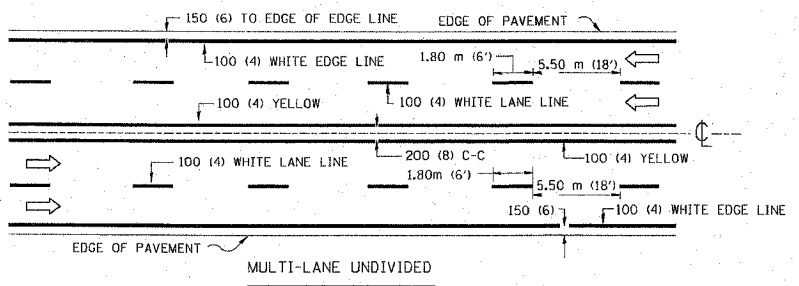 150 (6) TO EDGE OF EDGE LINE
EDGE OF PAVEMENT
100 (4) WHITE EDGE LINE
1.80 m (6')
5.50 m (18')
100 (4) YELLOW
100 (4) WHITE LANE LINE
℄
100 (4) WHITE LANE LINE
200 (8) C-C
100 (4) YELLOW
1.80m (6')
5.50 m (18')
150 (6)
100 (4) WHITE EDGE LINE
EDGE OF PAVEMENT
MULTI-LANE UNDIVIDED